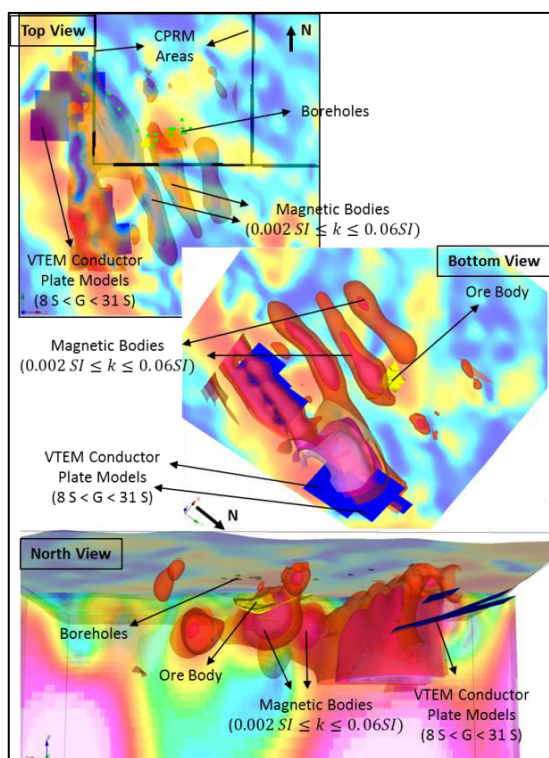 Top View
CPRM
Areas
N
Boreholes
Magnetic Bodies
(0.002 SI ≤ k ≤ 0.06SI)
VTEM Conductor
Plate Models
(8 S < G < 31 S)
Bottom View
Ore Body
Magnetic Bodies
(0.002 SI ≤ k ≤ 0.06SI)
VTEM Conductor
Plate Models
(8 S < G < 31 S)
N
North View
Boreholes
Ore Body
Magnetic Bodies
(0.002 SI ≤ k ≤ 0.06SI)
VTEM Conductor
Plate Models
(8 S < G < 31 S)